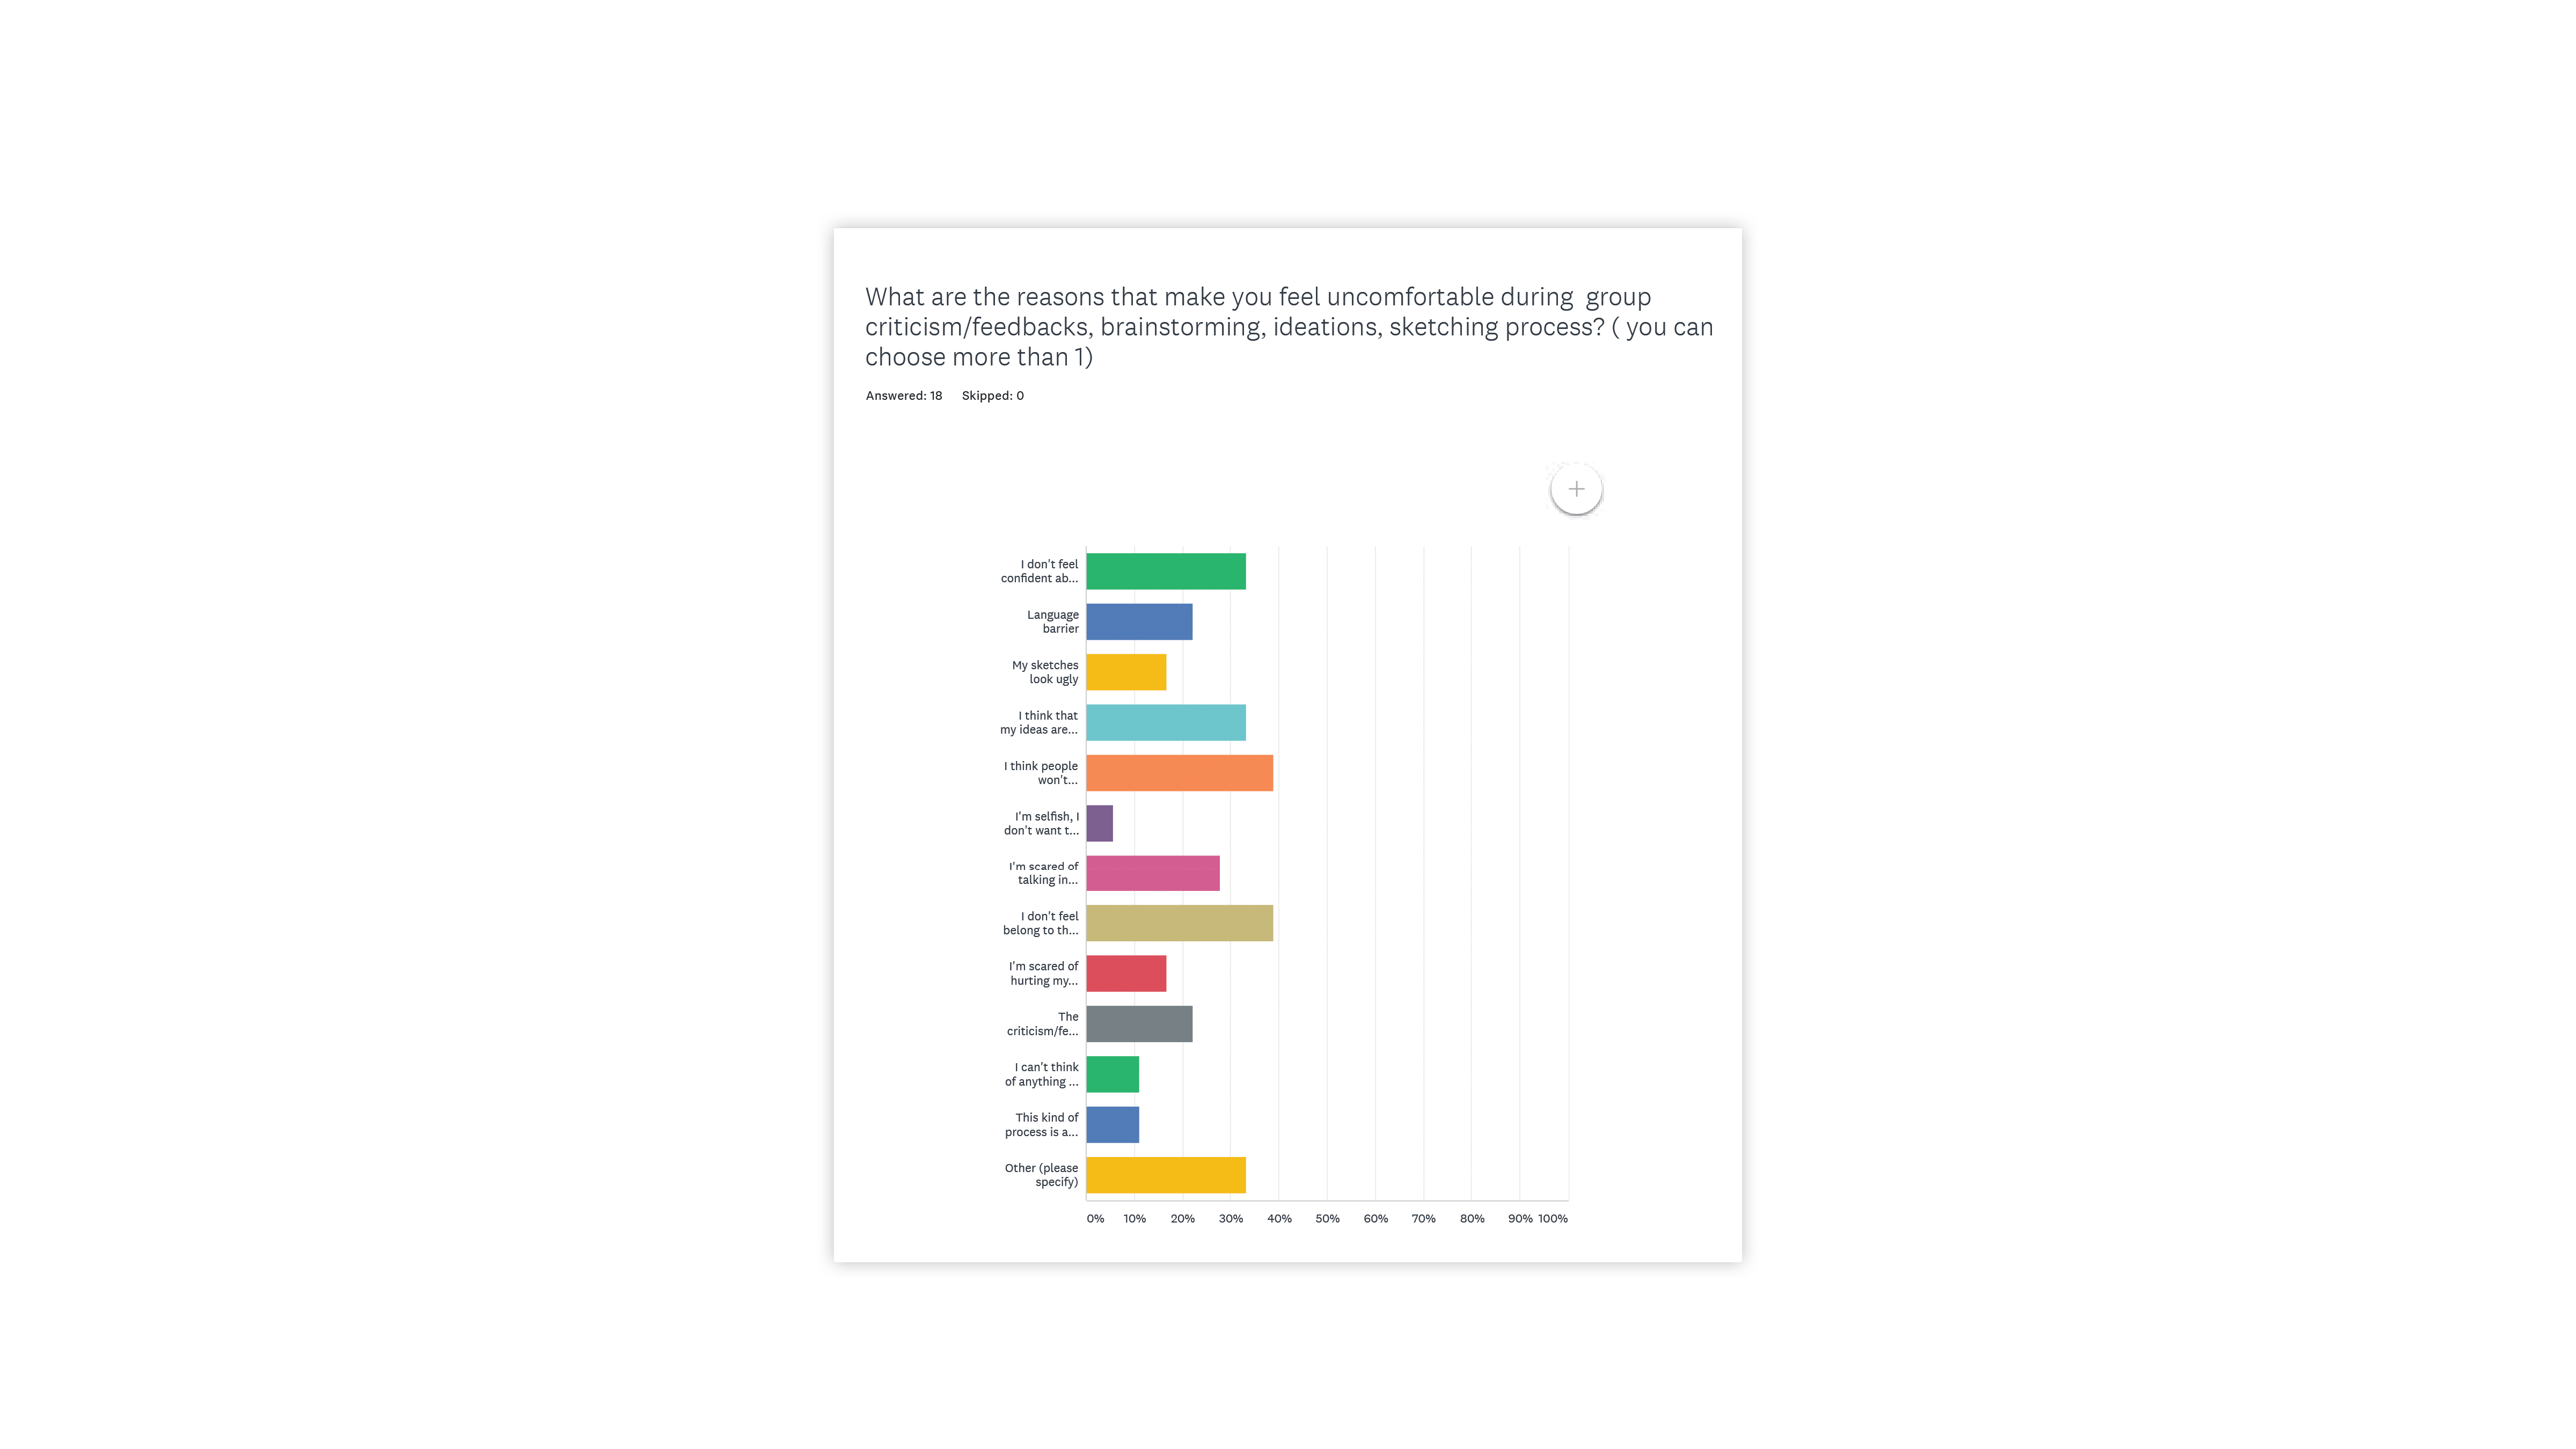 What are the reasons that make you feel uncomfortable during  group
criticism/feedbacks, brainstorming, ideations, sketching process? ( you can
choose more than 1)
Answered: 18 Skipped: 0
+
I don't feel
confident ab...
Language
barrier
My sketches
look ugly
I think that
my ideas are...
I think people
won't...
I'm selfish, I
don't want t...
I'm scared of
talking in...
I don't feel
belong to th...
I'm scared of
hurting my...
The
criticism/fe...
I can't think
of anything ...
This kind of
process is a...
Other (please
specify)
0% 10% 20% 30% 40% 50% 60% 70% 80% 90% 100%